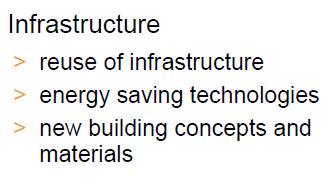 Infrastructure
> reuse of infrastructure
> energy saving technologies
> new building concepts and
materials